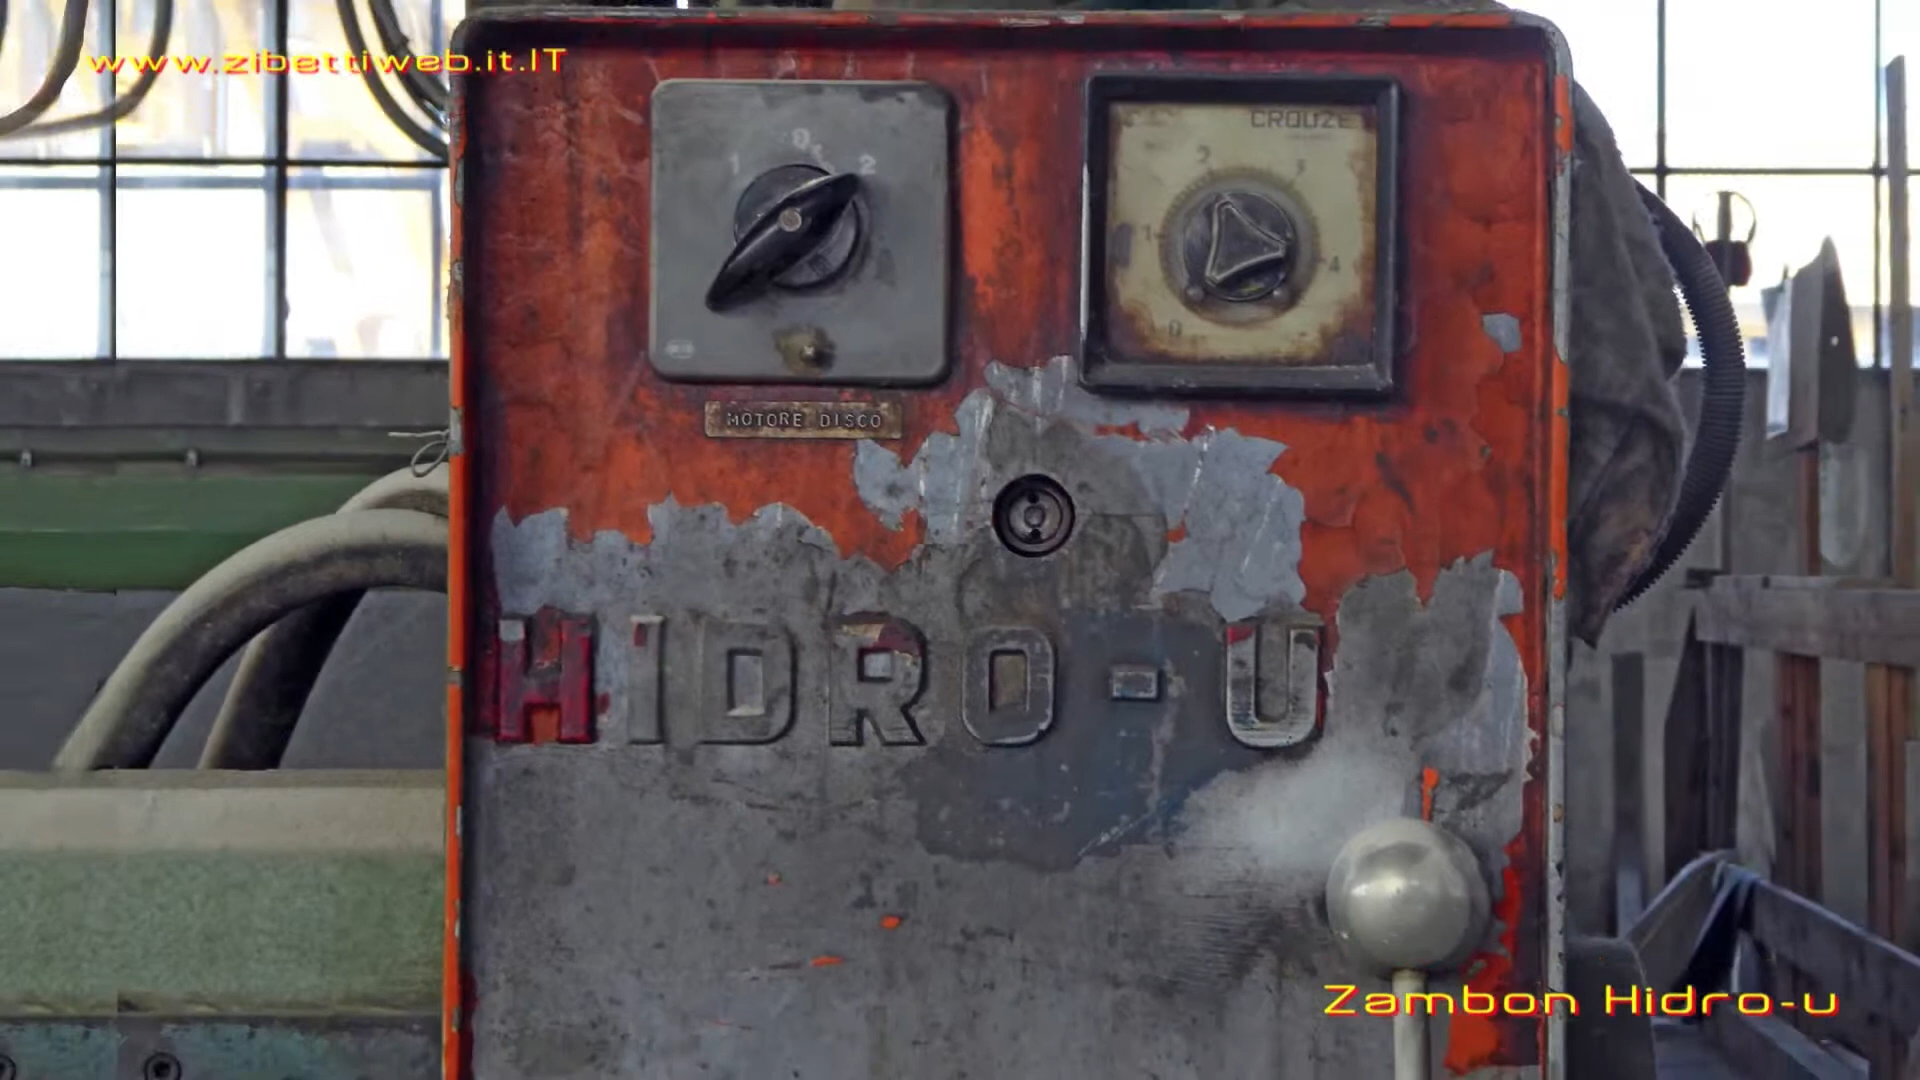 www.zibettiweb.it.IT
1 0 2
CROUZE
2 3
1 4
0
MOTORE DISCO
HIDRO-U
Zambon Hidro-u